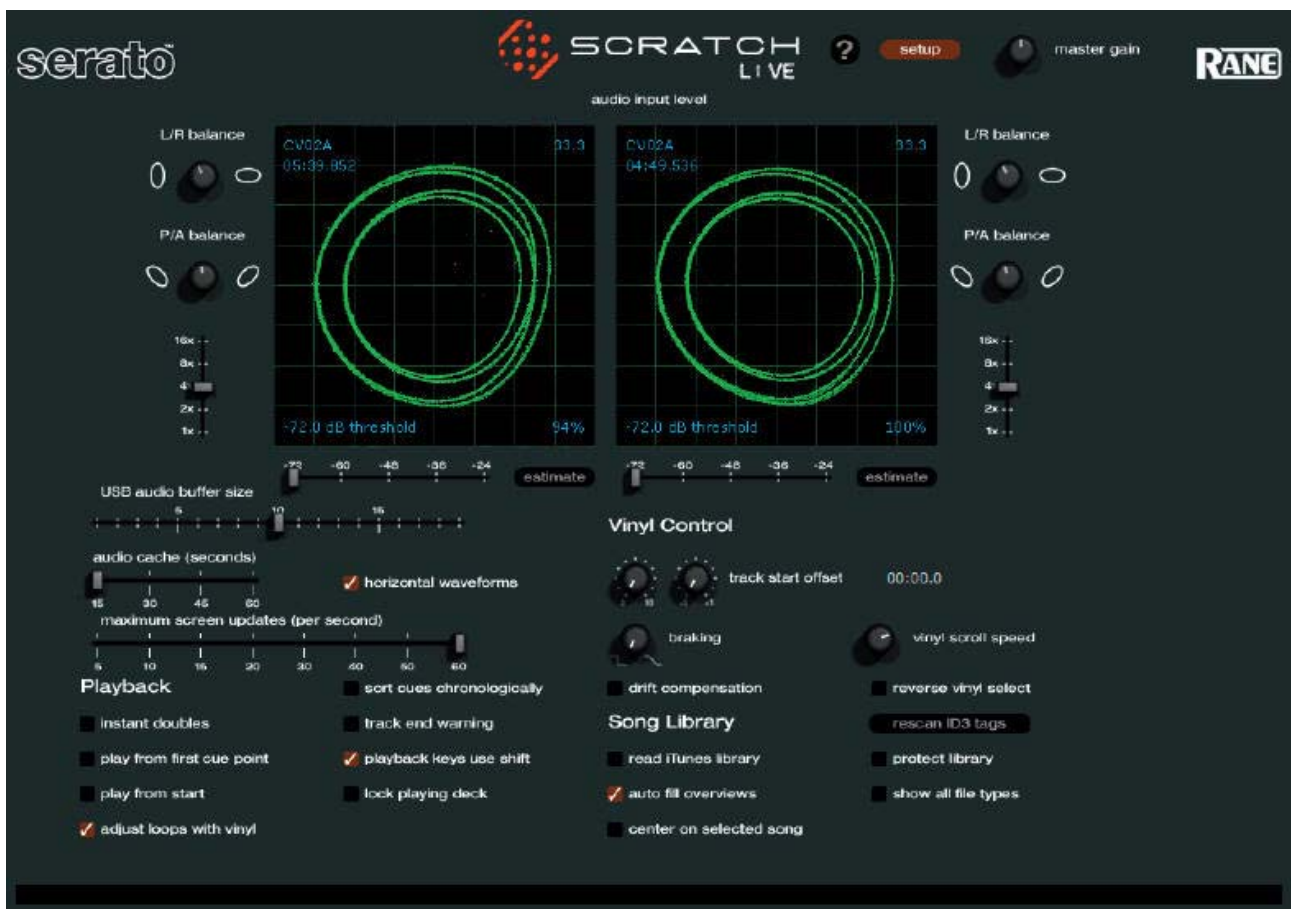 serato
SCRATCH LIVE
?
setup
master gain
RANE
audio input level
L/R balance
P/A balance
16x
8x
4
2x
1x
CV02A 33.3
05:39.852
-72.0 dB threshold 94%
CV02A 33.3
04:49.536
-72.0 dB threshold 100%
L/R balance
P/A balance
16x
8x
4
2x
1x
-72 -60 -48 -36 -24
estimate
-72 -60 -48 -36 -24
estimate
USB audio buffer size
5 10 15
audio cache (seconds)
15 30 45 60
horizontal waveforms
maximum screen updates (per second)
5 10 15 20 30 40 50 60
Vinyl Control
track start offset 00:00.0
braking
vinyl scroll speed
drift compensation
reverse vinyl select
Playback
sort cues chronologically
instant doubles
track end warning
play from first cue point
playback keys use shift
play from start
lock playing deck
adjust loops with vinyl
Song Library
rescan ID3 tags
read iTunes library
protect library
auto fill overviews
show all file types
center on selected song